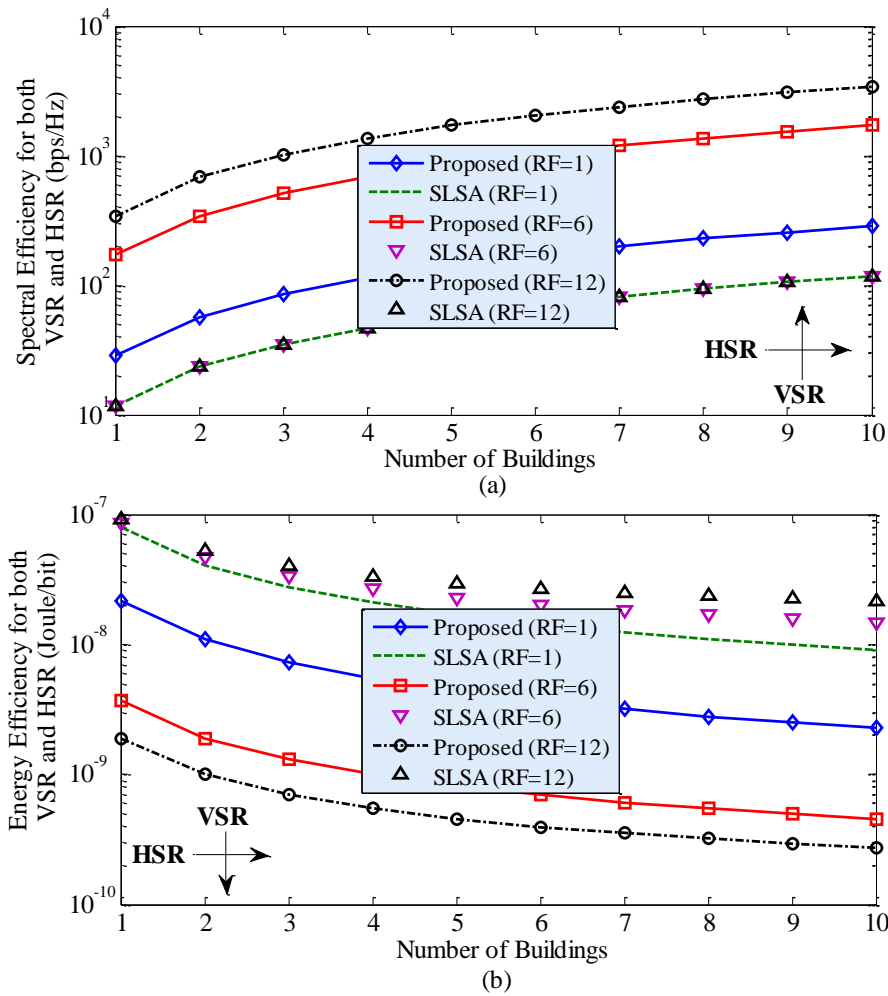 Spectral Efficiency for both
VSR and HSR (bps/Hz)
10^4
10^3
10^2
10^1
Proposed (RF=1)
SLSA (RF=1)
Proposed (RF=6)
SLSA (RF=6)
Proposed (RF=12)
SLSA (RF=12)
HSR
VSR
1 2 3 4 5 6 7 8 9 10
Number of Buildings
(a)
Energy Efficiency for both
VSR and HSR (Joule/bit)
10^-7
10^-8
10^-9
10^-10
Proposed (RF=1)
SLSA (RF=1)
Proposed (RF=6)
SLSA (RF=6)
Proposed (RF=12)
SLSA (RF=12)
VSR
HSR
1 2 3 4 5 6 7 8 9 10
Number of Buildings
(b)